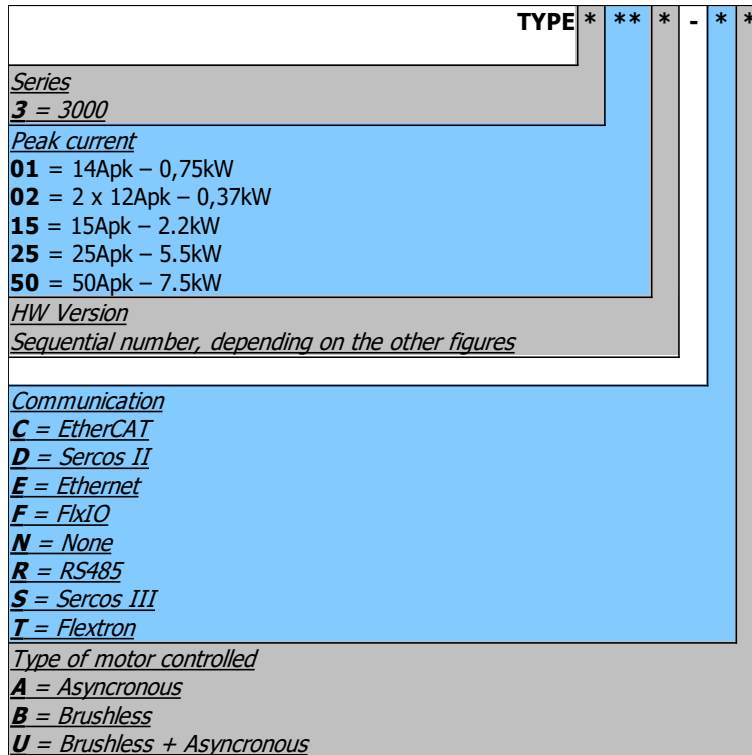 TYPE * ** * - * *
Series
3 = 3000
Peak current
01 = 14Apk – 0,75kW
02 = 2 x 12Apk – 0,37kW
15 = 15Apk – 2.2kW
25 = 25Apk – 5.5kW
50 = 50Apk – 7.5kW
HW Version
Sequential number, depending on the other figures
Communication
C = EtherCAT
D = Sercos II
E = Ethernet
F = FlxIO
N = None
R = RS485
S = Sercos III
T = Flextron
Type of motor controlled
A = Asyncronous
B = Brushless
U = Brushless + Asyncronous